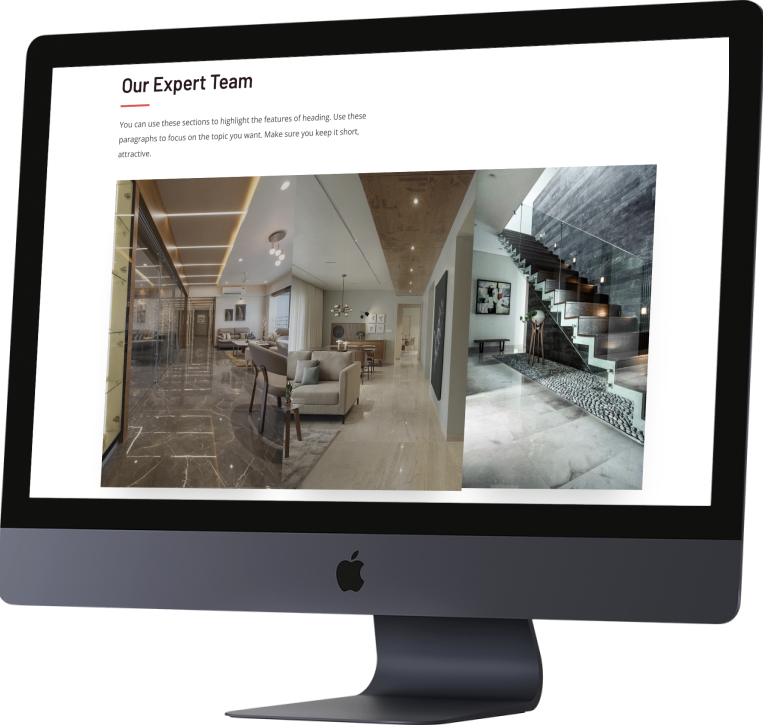 Our Expert Team
You can use these sections to highlight the features of heading. Use these
paragraphs to focus on the topic you want. Make sure you keep it short,
attractive.